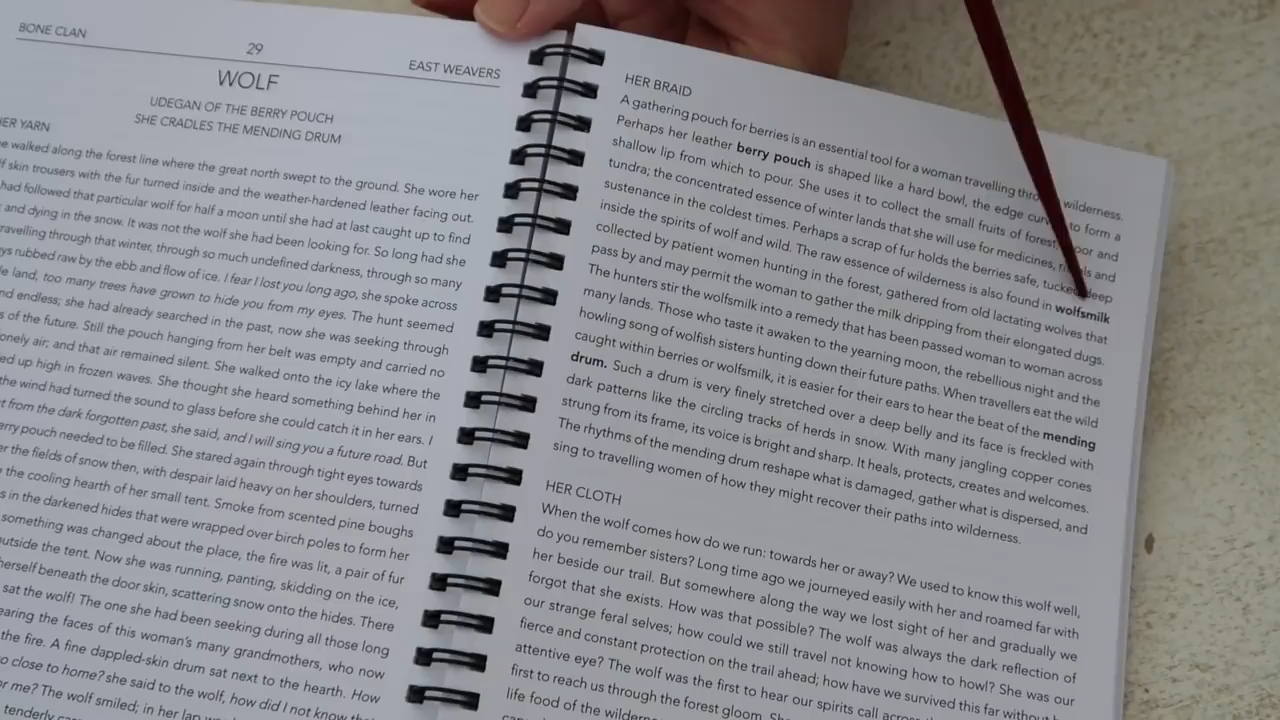 BONE CLAN
29
EAST WEAVERS
WOLF
UDEGAN OF THE BERRY POUCH
SHE CRADLES THE MENDING DRUM
HER YARN
walked along the forest line where the great north swept to the ground. She wore her
skin trousers with the fur turned inside and the weather-hardened leather facing out.
had followed that particular wolf for half a moon until she had at last caught up to find
and dying in the snow. It was not the wolf she had been looking for. So long had she
travelling through that winter, through so much undefined darkness, through so many
rubbed raw by the ebb and flow of ice. I fear I lost you long ago, she spoke across
land, too many trees have grown to hide you from my eyes. The hunt seemed
endless; she had already searched in the past, now she was seeking through
of the future. Still the pouch hanging from her belt was empty and carried no
air; and that air remained silent. She walked onto the icy lake where the
up high in frozen waves. She thought she heard something behind her in
the wind had turned the sound to glass before she could catch it in her ears. I
from the dark forgotten past, she said, and I will sing you a future road. But
pouch needed to be filled. She stared again through tight eyes towards
the fields of snow then, with despair laid heavy on her shoulders, turned
the cooling hearth of her small tent. Smoke from scented pine boughs
in the darkened hides that were wrapped over birch poles to form her
something was changed about the place, the fire was lit, a pair of fur
outside the tent. Now she was running, panting, skidding on the ice,
herself beneath the door skin, scattering snow onto the hides. There
sat the wolf! The one she had been seeking during all those long
the faces of this woman's many grandmothers, who now
the fire. A fine dappled-skin drum sat next to the hearth. How
close to home? she said to the wolf, how did I not know
me? The wolf smiled; in her lap
tenderly
HER BRAID
A gathering pouch for berries is an essential tool for a woman travelling wilderness.
Perhaps her leather berry pouch is shaped like a hard bowl, the edge to form a
shallow lip from which to pour. She uses it to collect the small fruits of forest and
tundra; the concentrated essence of winter lands that she will use for medicines, and
sustenance in the coldest times. Perhaps a scrap of fur holds the berries safe, tucked deep
inside the spirits of wolf and wild. The raw essence of wilderness is also found in wolfsmilk
collected by patient women hunting in the forest, gathered from old lactating wolves that
pass by and may permit the woman to gather the milk dripping from their elongated dugs.
The hunters stir the wolfsmilk into a remedy that has been passed woman to woman across
many lands. Those who taste it awaken to the yearning moon, the rebellious night and the
howling song of wolfish sisters hunting down their future paths. When travellers eat the wild
caught within berries or wolfsmilk, it is easier for their ears to hear the beat of the mending
drum. Such a drum is very finely stretched over a deep belly and its face is freckled with
dark patterns like the circling tracks of herds in snow. With many jangling copper cones
strung from its frame, its voice is bright and sharp. It heals, protects, creates and welcomes.
The rhythms of the mending drum reshape what is damaged, gather what is dispersed, and
sing to travelling women of how they might recover their paths into wilderness.
HER CLOTH
When the wolf comes how do we run: towards her or away? We used to know this wolf well,
do you remember sisters? Long time ago we journeyed easily with her and roamed far with
her beside our trail. But somewhere along the way we lost sight of her and gradually we
forgot that she exists. How was that possible? The wolf was always the dark reflection of
our strange feral selves; how could we still travel not knowing how to howl? She was our
fierce and constant protection on the trail ahead; how have we survived this far without
attentive eye? The wolf was the first to hear our spirits call across
first to reach us through the forest gloom.
life food of the